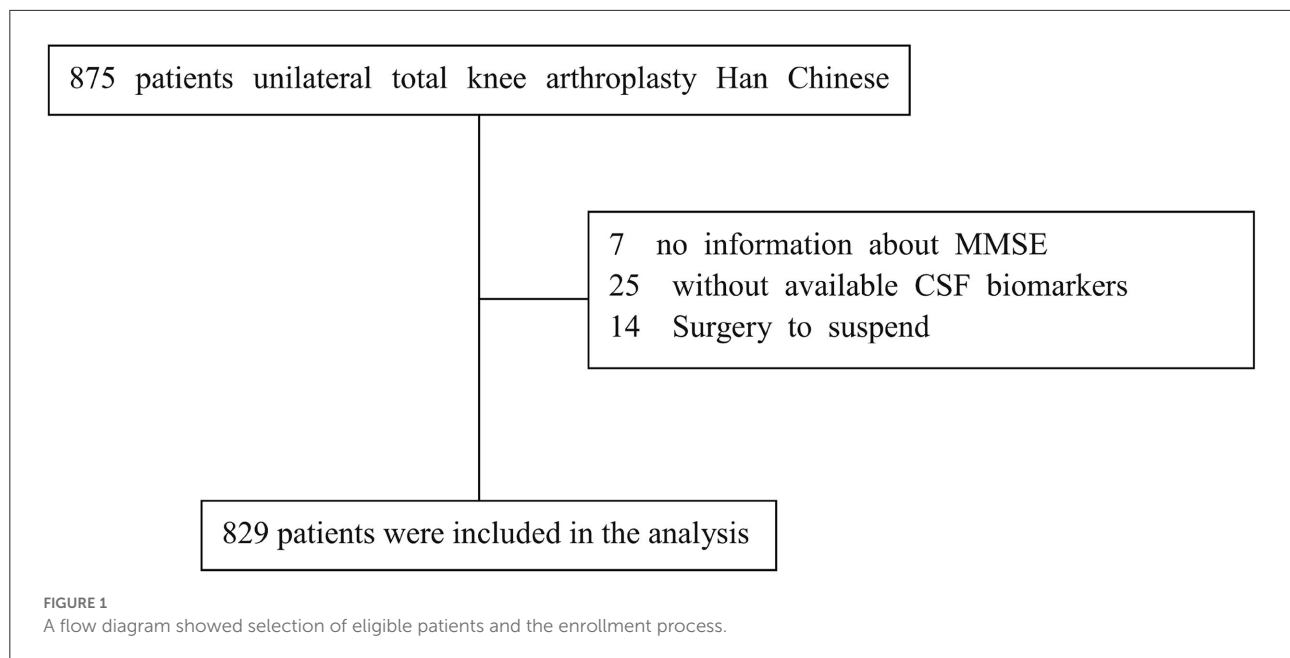 875 patients unilateral total knee arthroplasty Han Chinese
7 no information about MMSE
25 without available CSF biomarkers
14 Surgery to suspend
829 patients were included in the analysis
FIGURE 1
A flow diagram showed selection of eligible patients and the enrollment process.